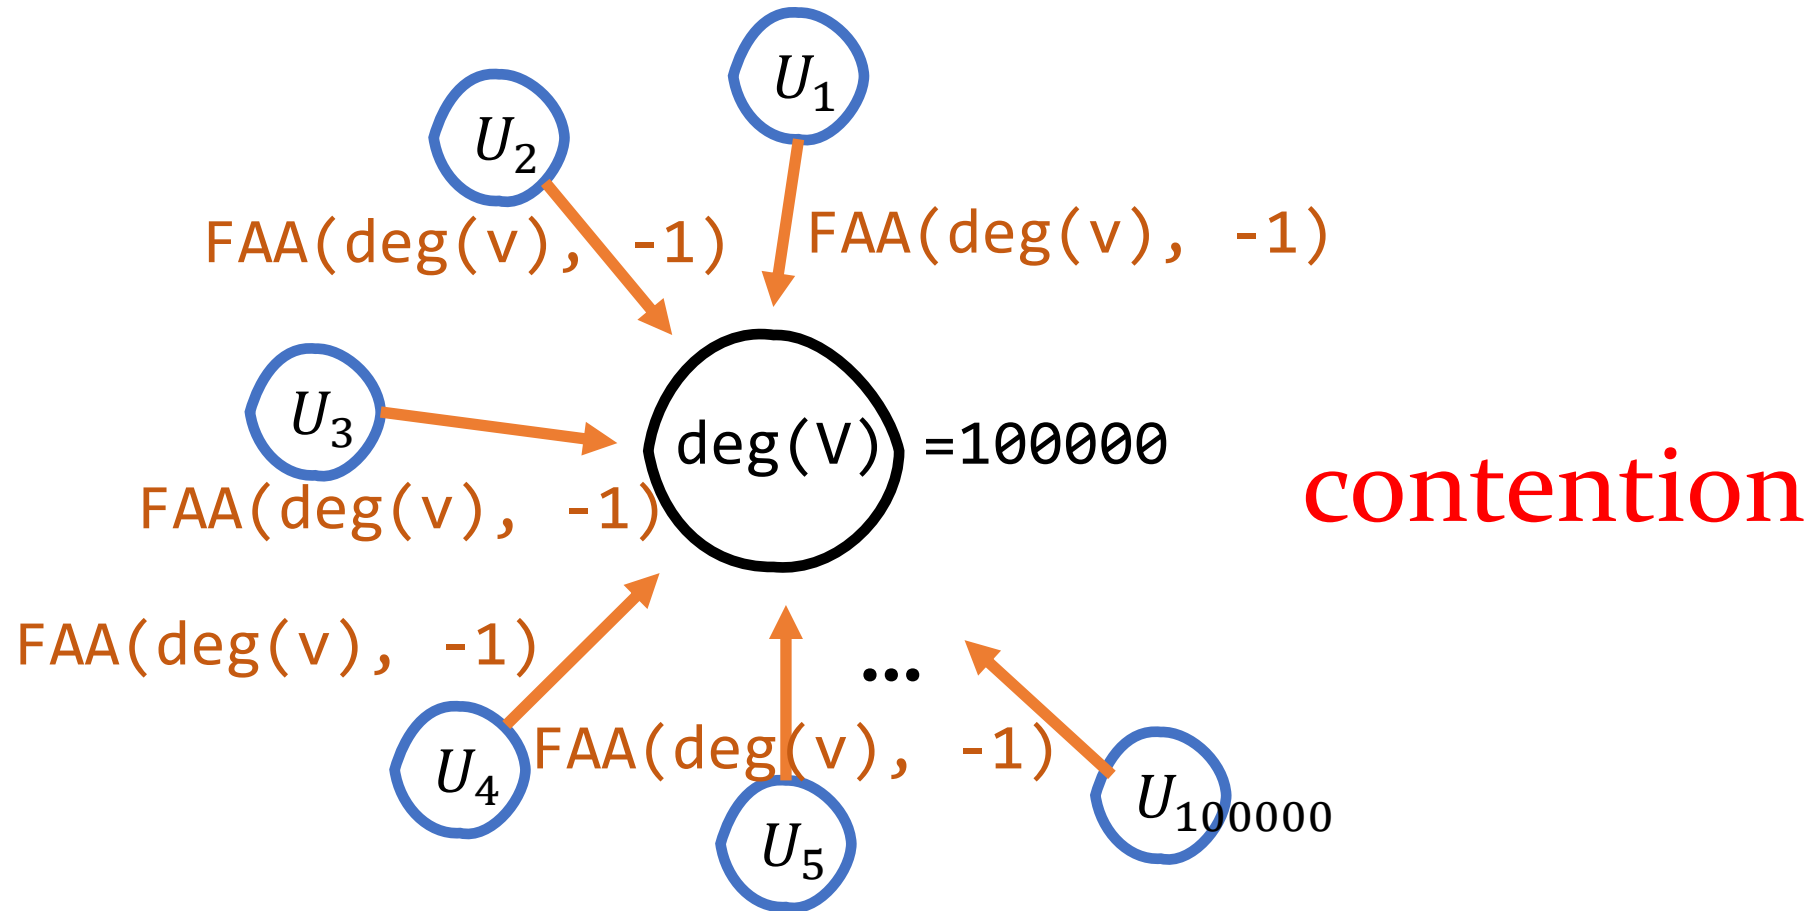 U1
U2
FAA(deg(v), -1)
FAA(deg(v), -1)
U3
deg(V) =100000
contention
FAA(deg(v), -1)
FAA(deg(v), -1)
...
U4
FAA(deg(v), -1)
U5
U100000